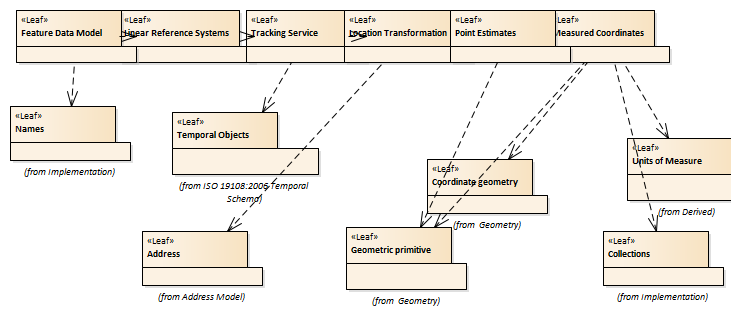 «Leaf»
Feature Data Model
«Leaf»
Linear Reference Systems
«Leaf»
Tracking Service
«Leaf»
Location Transformation
«Leaf»
Point Estimates
«Leaf»
Measured Coordinates
«Leaf»
Names
(from Implementation)
«Leaf»
Temporal Objects
(from ISO 19108:2006 Temporal
Schema)
«Leaf»
Coordinate geometry
(from Geometry)
«Leaf»
Units of Measure
(from Derived)
«Leaf»
Address
(from Address Model)
«Leaf»
Geometric primitive
(from Geometry)
«Leaf»
Collections
(from Implementation)